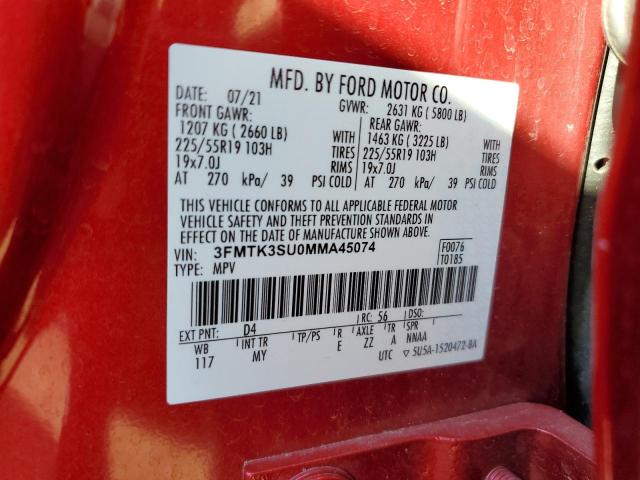 MFD. BY FORD MOTOR CO.
DATE: 07/21 GVWR: 2631 KG ( 5800 LB)
FRONT GAWR: REAR GAWR:
1207 KG ( 2660 LB) WITH 1463 KG ( 3225 LB) WITH
225/55R19 103H TIRES 225/55R19 103H TIRES
19x7.0J RIMS 19x7.0J RIMS
AT 270 kPa/ 39 PSI COLD AT 270 kPa/ 39 PSI COLD
THIS VEHICLE CONFORMS TO ALL APPLICABLE FEDERAL MOTOR
VEHICLE SAFETY AND THEFT PREVENTION STANDARDS IN
EFFECT ON THE DATE OF MANUFACTURE SHOWN ABOVE.
VIN: 3FMTK3SU0MMA45074 F0076
TYPE: MPV T0185
EXT PNT: D4 RC: 56 DSO:
WB INT TR TP/PS R AXLE TR SPR
117 MY E ZZ A NNAA
UTC ▽ 5U5A-1520472-BA